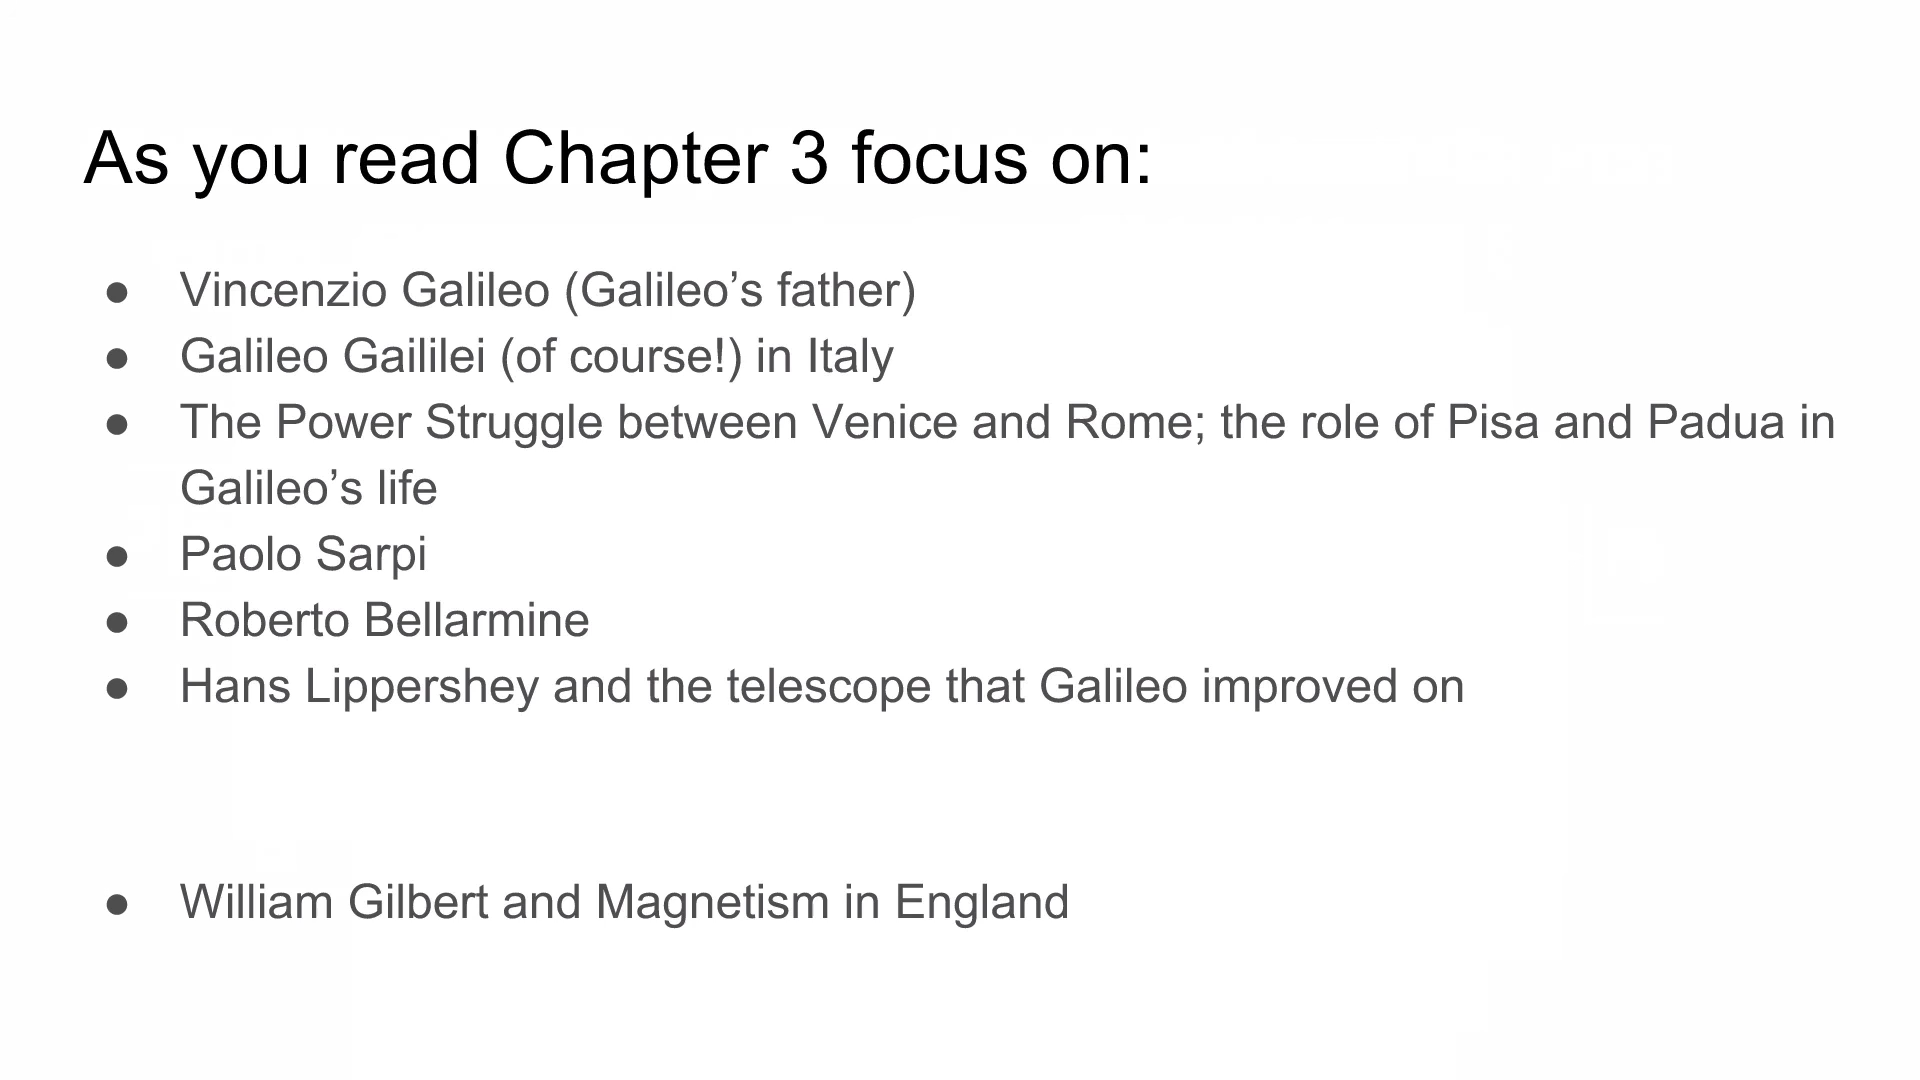 As you read Chapter 3 focus on:
● Vincenzio Galileo (Galileo’s father)
● Galileo Gaililei (of course!) in Italy
● The Power Struggle between Venice and Rome; the role of Pisa and Padua in
Galileo’s life
● Paolo Sarpi
● Roberto Bellarmine
● Hans Lippershey and the telescope that Galileo improved on
● William Gilbert and Magnetism in England